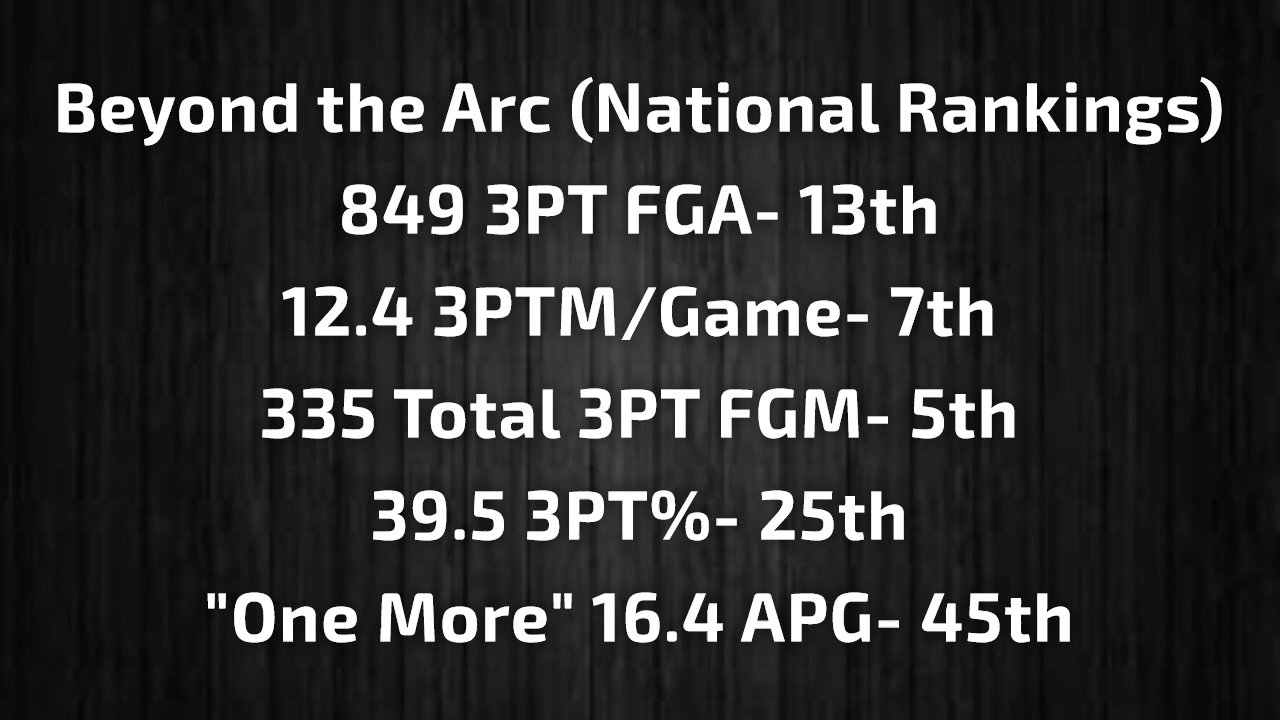 Beyond the Arc (National Rankings)
849 3PT FGA- 13th
12.4 3PTM/Game- 7th
335 Total 3PT FGM- 5th
39.5 3PT%- 25th
"One More" 16.4 APG- 45th